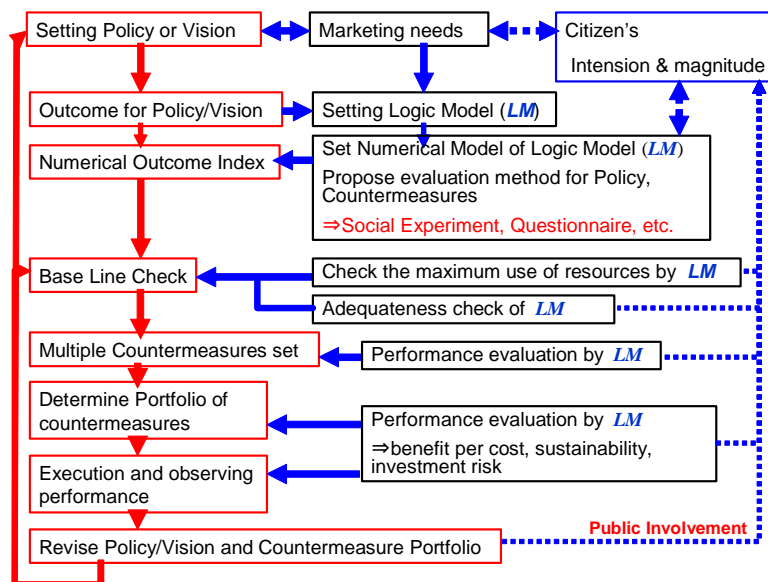 Setting Policy or Vision
Marketing needs
Citizen's
Intension & magnitude
Outcome for Policy/Vision
Setting Logic Model (LM)
Numerical Outcome Index
Set Numerical Model of Logic Model (LM)
Propose evaluation method for Policy,
Countermeasures
⇒Social Experiment, Questionnaire, etc.
Base Line Check
Check the maximum use of resources by LM
Adequateness check of LM
Multiple Countermeasures set
Performance evaluation by LM
Determine Portfolio of
countermeasures
Performance evaluation by LM
⇒benefit per cost, sustainability,
investment risk
Execution and observing
performance
Public Involvement
Revise Policy/Vision and Countermeasure Portfolio